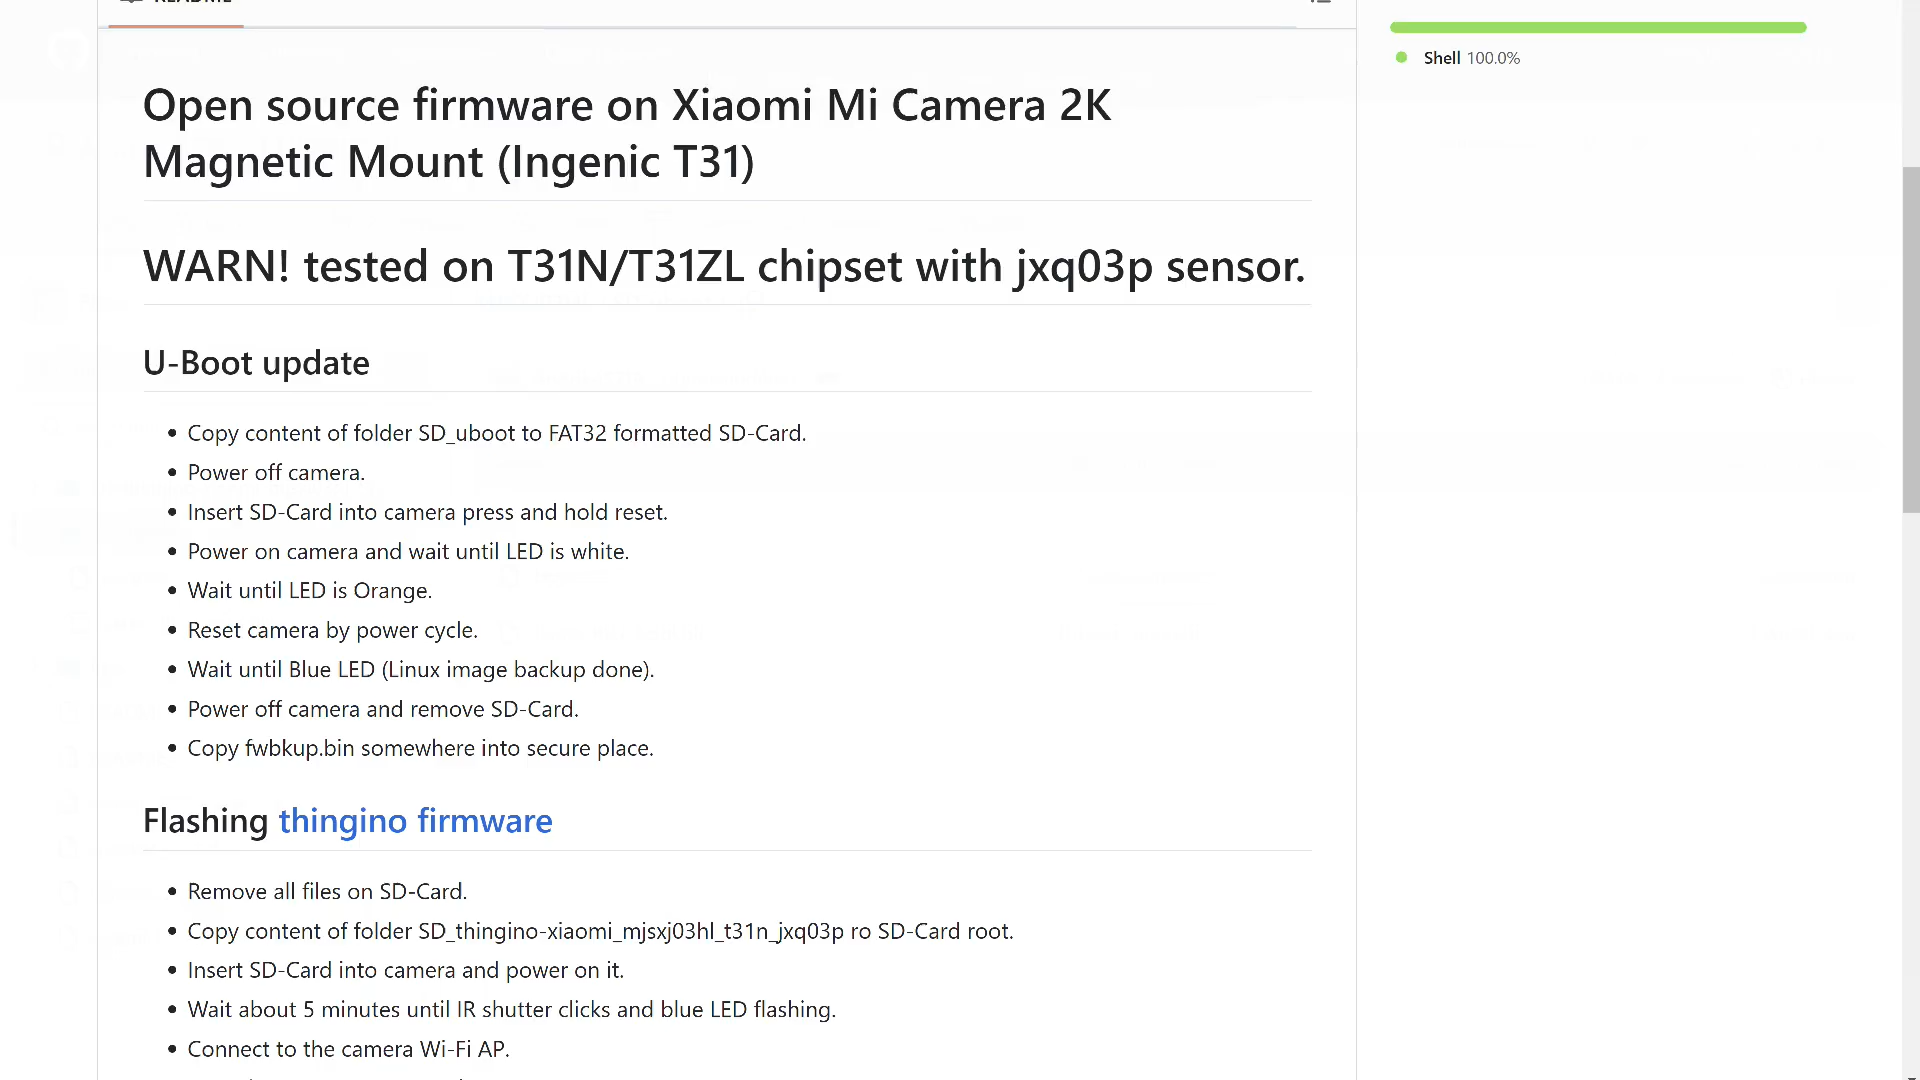 README
Shell 100.0%
Open source firmware on Xiaomi Mi Camera 2K
Magnetic Mount (Ingenic T31)
WARN! tested on T31N/T31ZL chipset with jxq03p sensor.
U-Boot update
• Copy content of folder SD_uboot to FAT32 formatted SD-Card.
• Power off camera.
• Insert SD-Card into camera press and hold reset.
• Power on camera and wait until LED is white.
• Wait until LED is Orange.
• Reset camera by power cycle.
• Wait until Blue LED (Linux image backup done).
• Power off camera and remove SD-Card.
• Copy fwbkup.bin somewhere into secure place.
Flashing thingino firmware
• Remove all files on SD-Card.
• Copy content of folder SD_thingino-xiaomi_mjsxj03hl_t31n_jxq03p ro SD-Card root.
• Insert SD-Card into camera and power on it.
• Wait about 5 minutes until IR shutter clicks and blue LED flashing.
• Connect to the camera Wi-Fi AP.